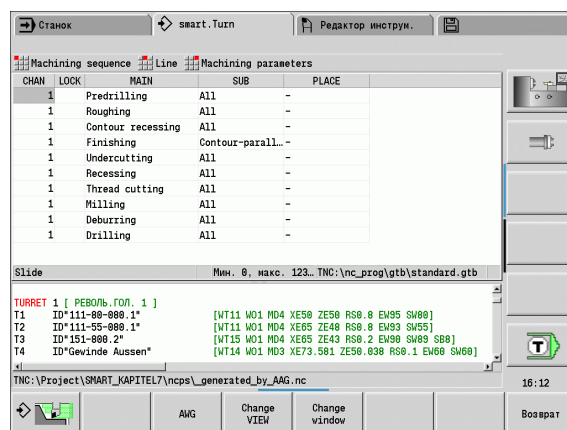 Станок smart.Turn Редактор инструм.
Machining sequence Line Machining parameters
CHAN LOCK MAIN SUB PLACE
1 Predrilling All -
1 Roughing All -
1 Contour recessing All -
1 Finishing Contour-parall… -
1 Undercutting All -
1 Recessing All -
1 Thread cutting All -
1 Milling All -
1 Deburring All -
1 Drilling All -
Slide Мин. 0, макс. 123… TNC:\nc_prog\gtb\standard.gtb
TURRET 1 [ РЕВОЛЬ.ГОЛ. 1 ]
T1 ID"111-80-080.1" [WT11 WO1 MD4 XE50 ZE50 RS0.8 EW95 SW80]
T2 ID"111-55-080.1" [WT11 WO1 MD4 XE65 ZE48 RS0.8 EW93 SW55]
T3 ID"151-800.2" [WT15 WO1 MD4 XE65 ZE43 RS0.2 EW90 SW89 SB8]
T4 ID"Gewinde Aussen" [WT14 WO1 MD3 XE73.581 ZE50.038 RS0.1 EW60 SW60]
TNC:\Project\SMART_KAPITEL7\ncps\_generated_by_AAG.nc
T
16:12
AWG Change VIEW Change window Возврат